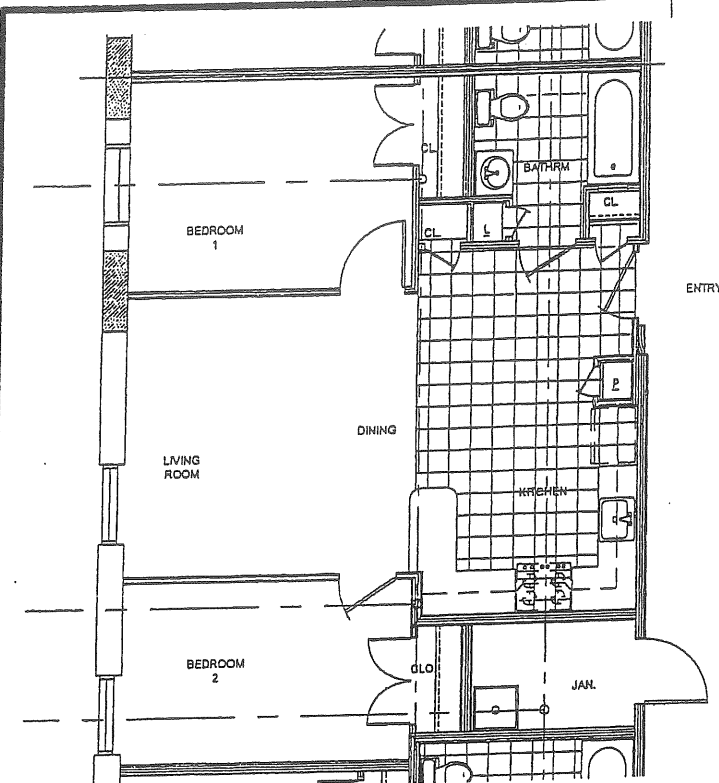 CL
BATHRM
CL
BEDROOM
1
CL
L
ENTRY
P
DINING
LIVING
ROOM
KITCHEN
BEDROOM
2
CLO
JAN.